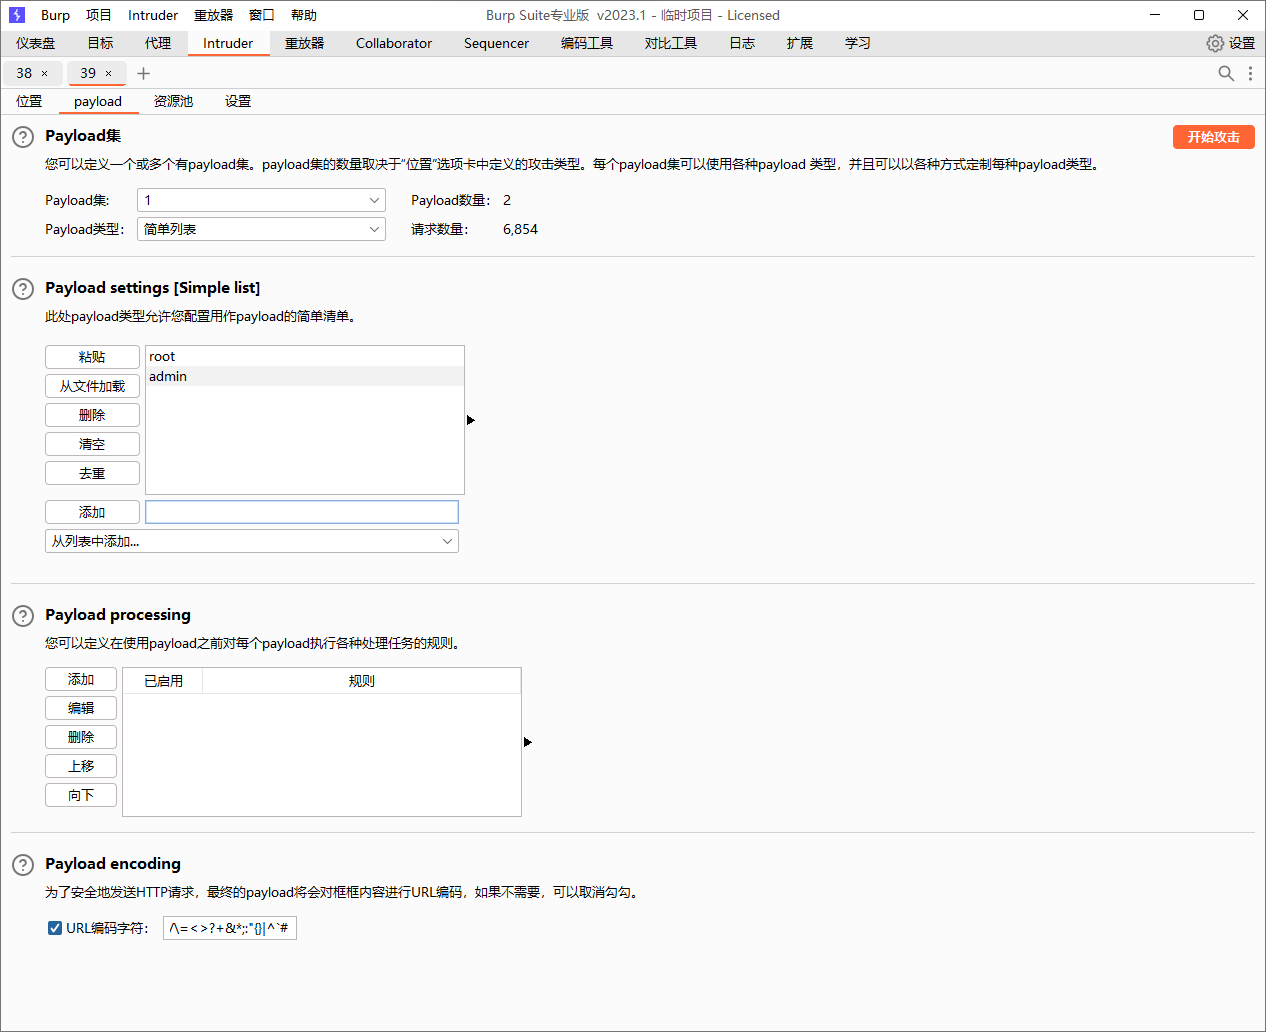 Burp 项目 Intruder 重放器 窗口 帮助 Burp Suite专业版 v2023.1 - 临时项目 - Licensed
仪表盘 目标 代理 Intruder 重放器 Collaborator Sequencer 编码工具 对比工具 日志 扩展 学习 设置
38 × 39 × +
位置 payload 资源池 设置
Payload集 开始攻击
您可以定义一个或多个有payload集。payload集的数量取决于“位置”选项卡中定义的攻击类型。每个payload集可以使用各种payload 类型，并且可以以各种方式定制每种payload类型。
Payload集: 1 Payload数量: 2
Payload类型: 简单列表 请求数量: 6,854
Payload settings [Simple list]
此处payload类型允许您配置用作payload的简单清单。
粘贴 root
从文件加载 admin
删除
清空
去重
添加
从列表中添加...
Payload processing
您可以定义在使用payload之前对每个payload执行各种处理任务的规则。
添加 已启用 规则
编辑
删除
上移
向下
Payload encoding
为了安全地发送HTTP请求，最终的payload将会对框框内容进行URL编码，如果不需要，可以取消勾勾。
URL编码字符: /\=<>?+&*;:"{}|^`#